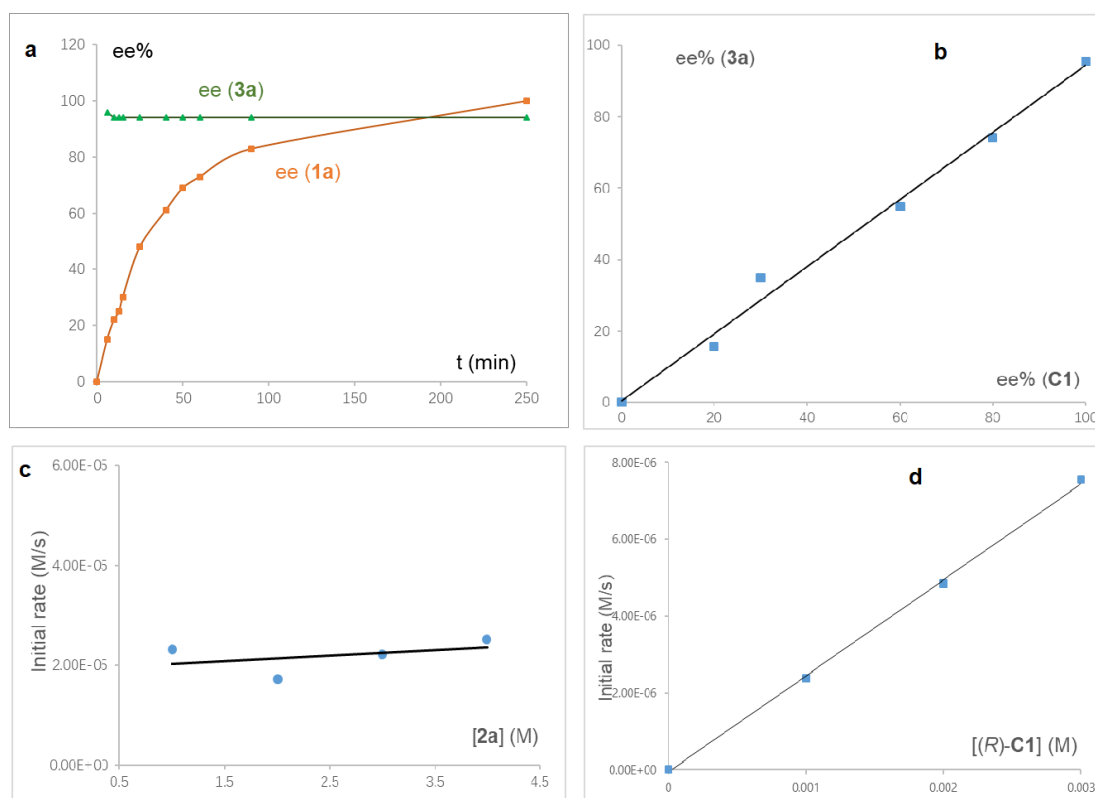 a
ee%
120
100
80
60
40
20
0
ee (3a)
ee (1a)
t (min)
0 50 100 150 200 250
b
ee% (3a)
100
80
60
40
20
0
ee% (C1)
0 20 40 60 80 100
c
Initial rate (M/s)
6.00E-05
4.00E-05
2.00E-05
0.00E+00
[2a] (M)
0.5 1.5 2.5 3.5 4.5
d
Initial rate (M/s)
8.00E-06
6.00E-06
4.00E-06
2.00E-06
0.00E+00
[(R)-C1] (M)
0 0.001 0.002 0.003